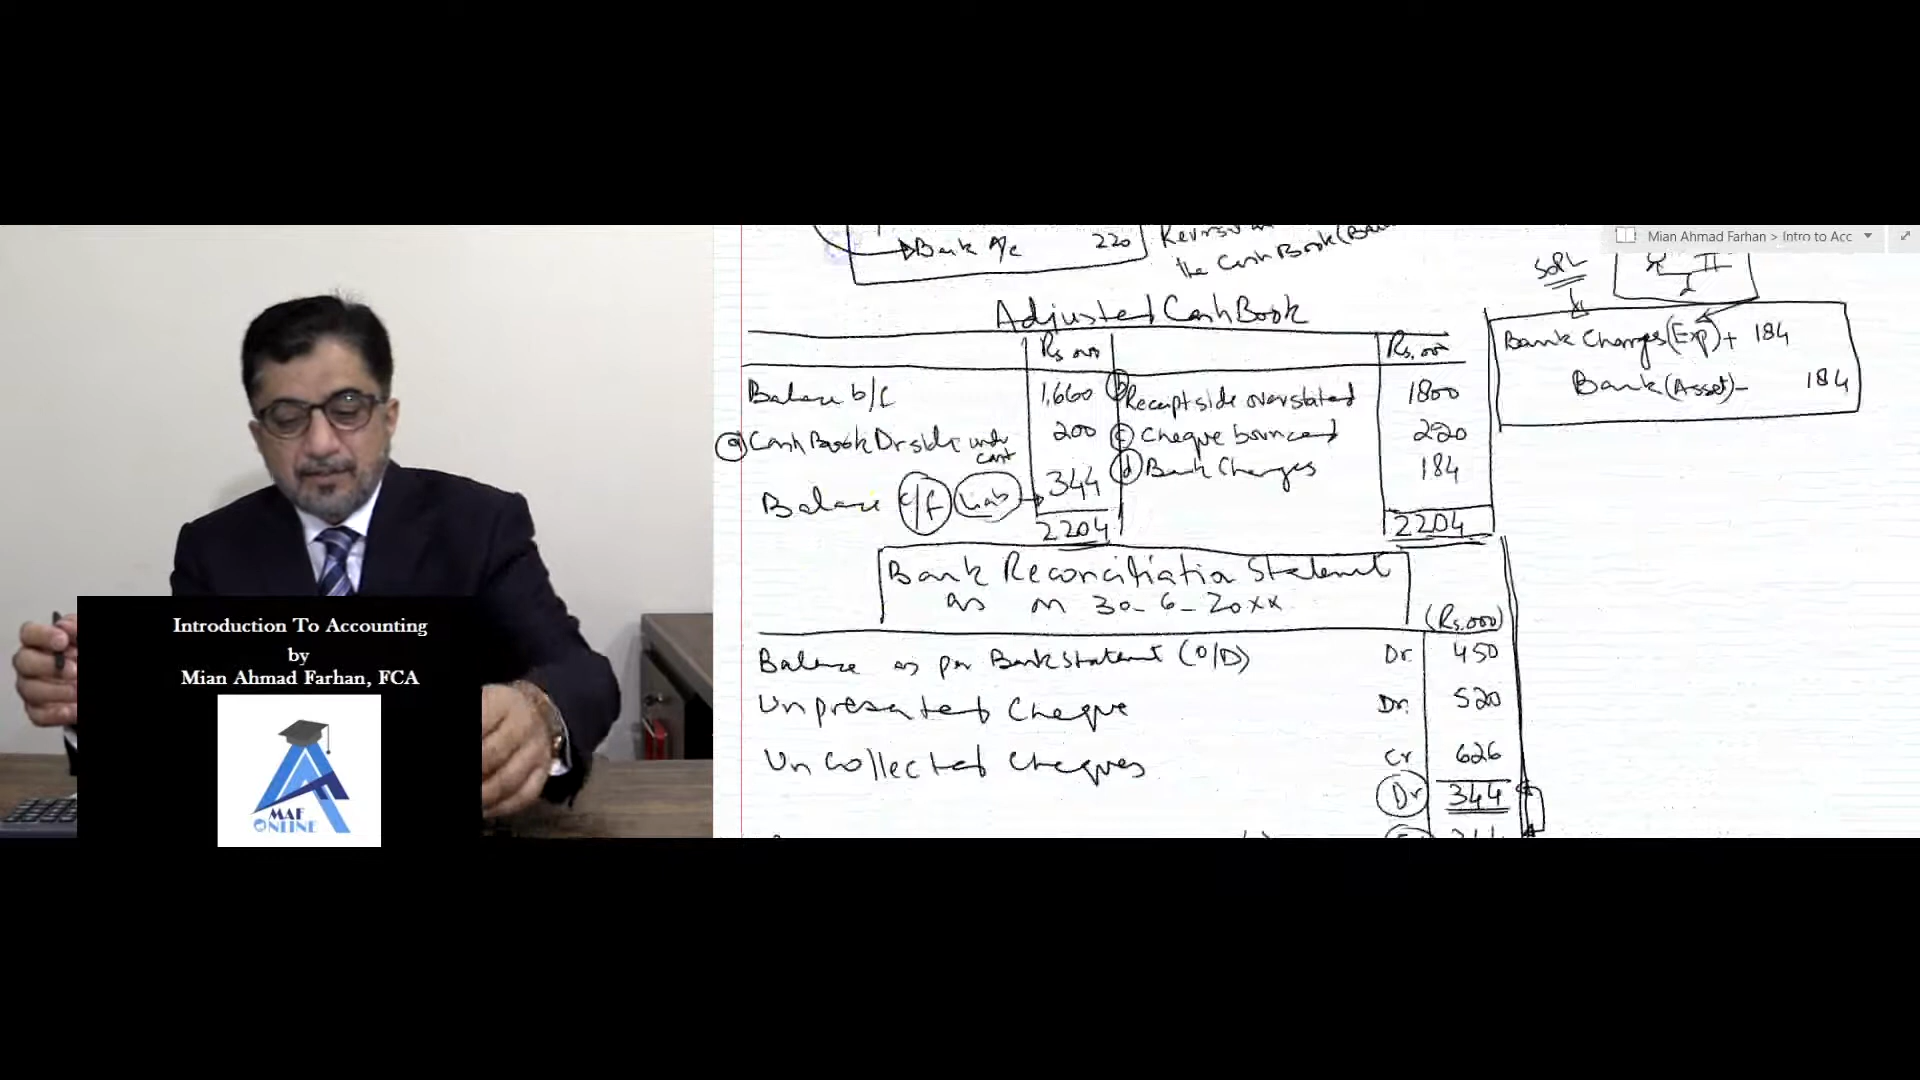 Bank A/c 220
the Cash Book (Ban
Mian Ahmad Farhan > Intro to Acc
SOPL
Adjusted Cash Book
Rs. 000 Rs. 000
Balance b/f 1,660 (b) Receipt side overstated 1800
(a) Cash Book Dr side under cast 200 (c) Cheque bounced 220
(d) Bank Charges 184
Balance c/f Liab 344
2204 2204
Bank Charges (Exp) + 184
Bank (Asset) - 184
Bank Reconciliation Statement
as on 30-6-20xx
(Rs.000)
Balance as per Bank Statement (O/D) Dr. 450
Unpresented Cheque Dr. 520
Un Collected Cheques Cr 626
Dr 344
Introduction To Accounting
by
Mian Ahmad Farhan, FCA
MAF
ONLINE